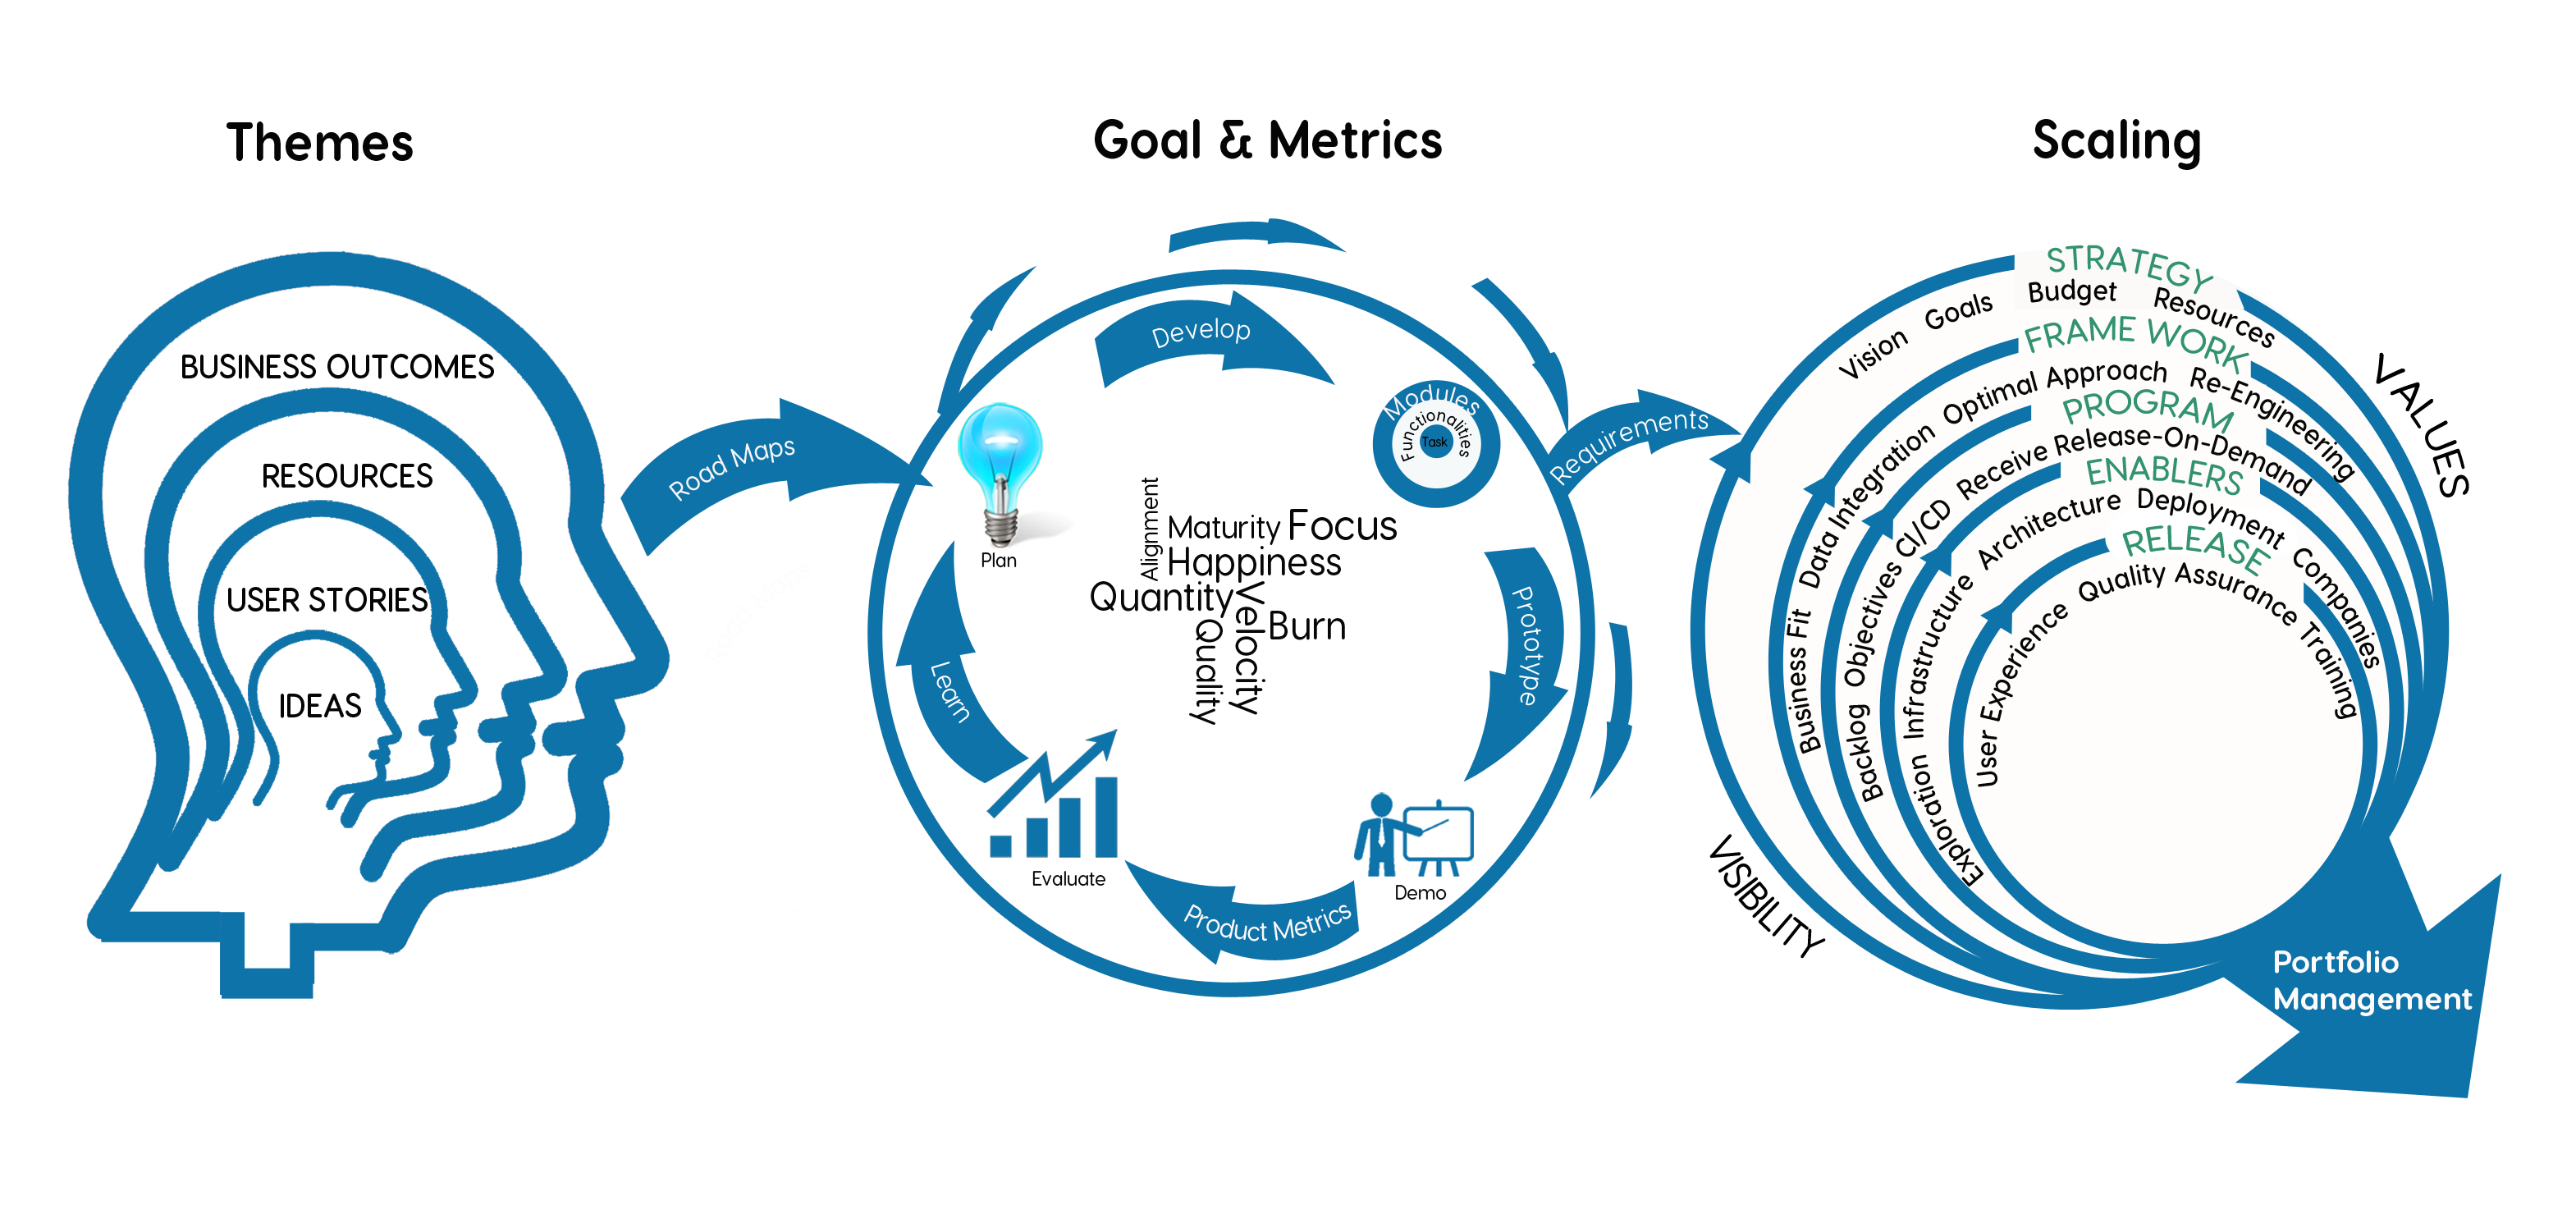 Themes
BUSINESS OUTCOMES
RESOURCES
USER STORIES
IDEAS
Road Maps
Goal & Metrics
Develop
Modules
Functionalities
Task
Plan
Alignment
Maturity
Focus
Happiness
Quantity
Velocity
Burn
Quality
Prototype
Learn
Evaluate
Demo
Product Metrics
Requirements
Scaling
STRATEGY
Vision Goals Budget Resources
FRAME WORK
Business Fit Data Integration Optimal Approach Re-Engineering
PROGRAM
Backlog Objectives CI/CD Receive Release-On-Demand
ENABLERS
Exploration Infrastructure Architecture Deployment Companies
RELEASE
User Experience Quality Assurance Training
VALUES
VISIBILITY
Portfolio
Management